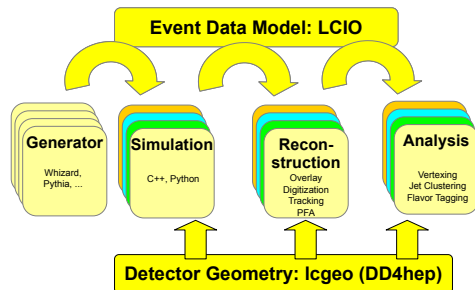 Event Data Model: LCIO
Generator
Whizard,
Pythia, ...
Simulation
C++, Python
Recon-
struction
Overlay
Digitization
Tracking
PFA
Analysis
Vertexing
Jet Clustering
Flavor Tagging
Detector Geometry: lcgeo (DD4hep)